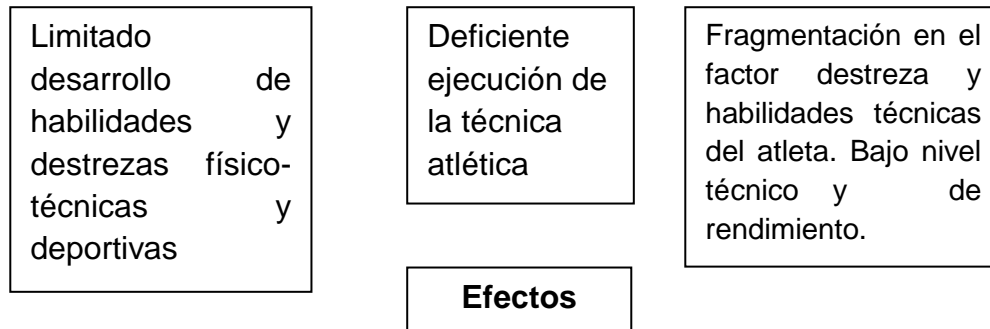 Limitado
desarrollo de
habilidades y
destrezas físico-
técnicas y
deportivas
Deficiente
ejecución de
la técnica
atlética
Fragmentación en el
factor destreza y
habilidades técnicas
del atleta. Bajo nivel
técnico y de
rendimiento.
Efectos